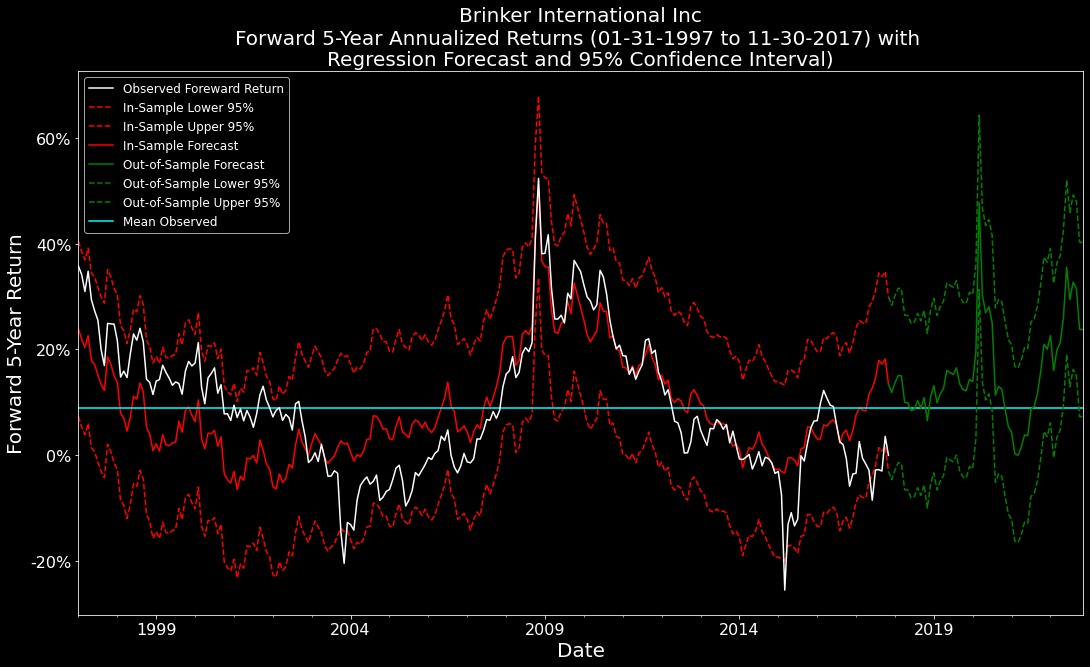 Brinker International Inc
Forward 5-Year Annualized Returns (01-31-1997 to 11-30-2017) with
Regression Forecast and 95% Confidence Interval)
Observed Foreward Return
In-Sample Lower 95%
In-Sample Upper 95%
In-Sample Forecast
Out-of-Sample Forecast
Out-of-Sample Lower 95%
Out-of-Sample Upper 95%
Mean Observed
Forward 5-Year Return
60%
40%
20%
0%
-20%
1999
2004
2009
2014
2019
Date